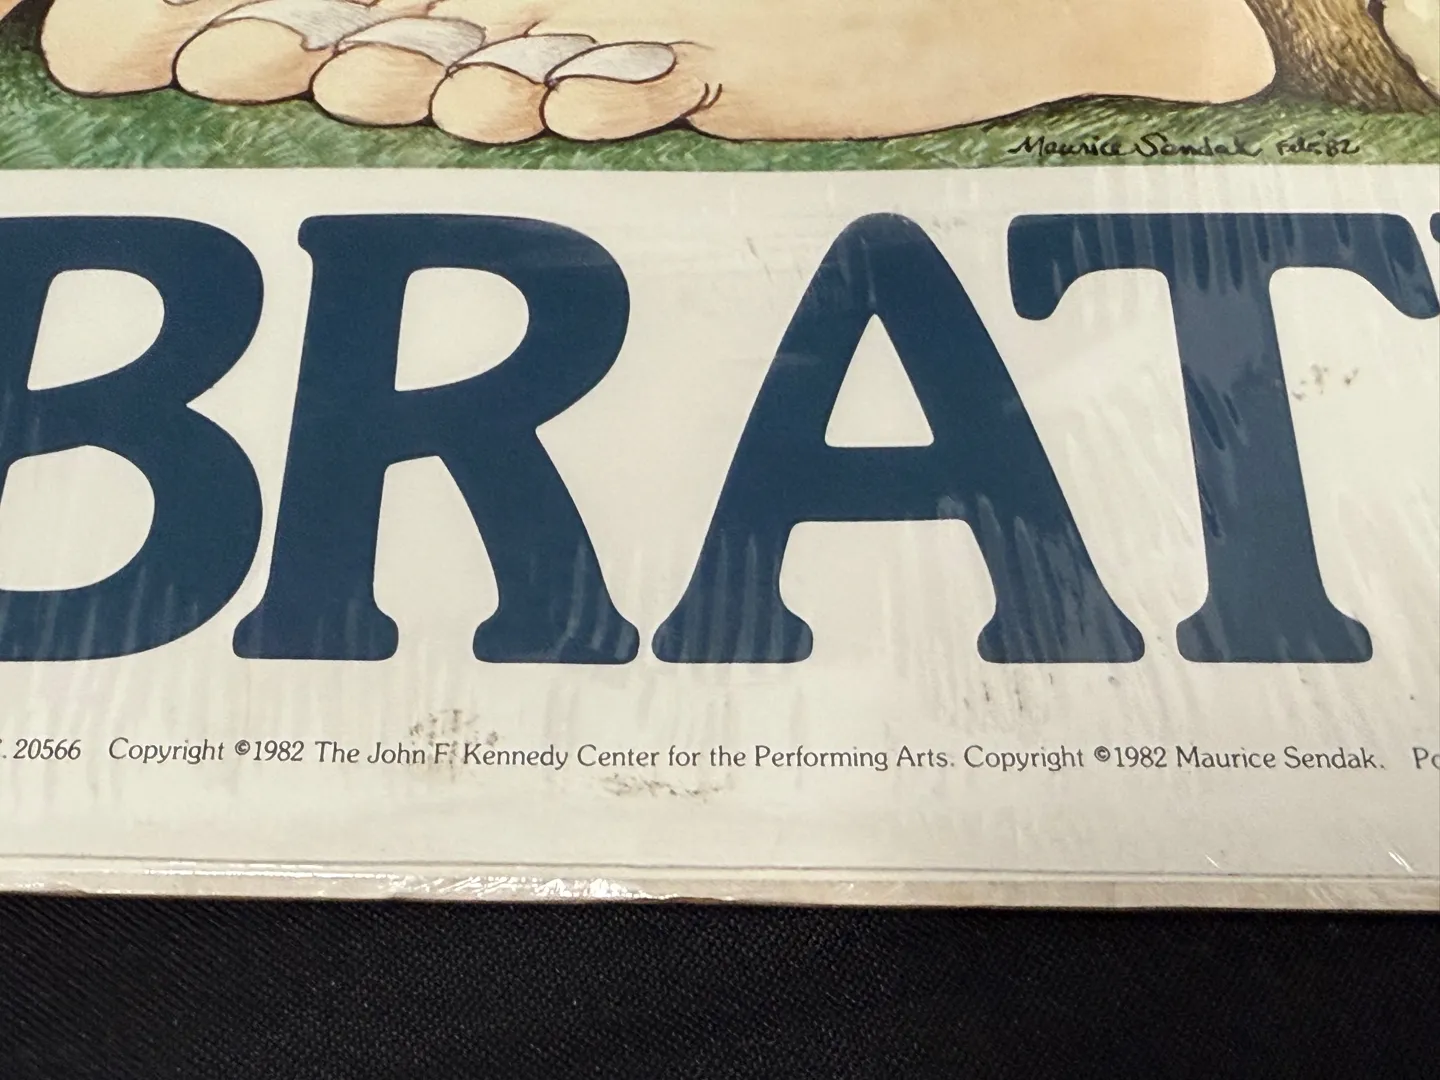 Maurice Sendak Feb. 82
BRAT
. 20566 Copyright ©1982 The John F. Kennedy Center for the Performing Arts. Copyright ©1982 Maurice Sendak. Po